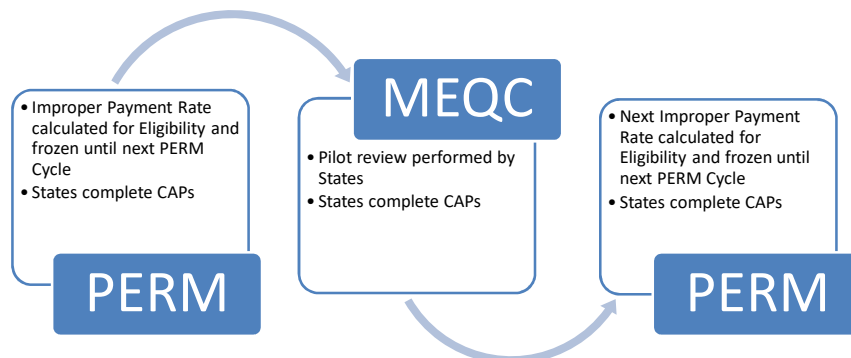 • Improper Payment Rate
calculated for Eligibility and
frozen until next PERM
Cycle
• States complete CAPs
PERM
MEQC
• Pilot review performed by
States
• States complete CAPs
• Next Improper Payment
Rate calculated for
Eligibility and frozen until
next PERM Cycle
• States complete CAPs
PERM